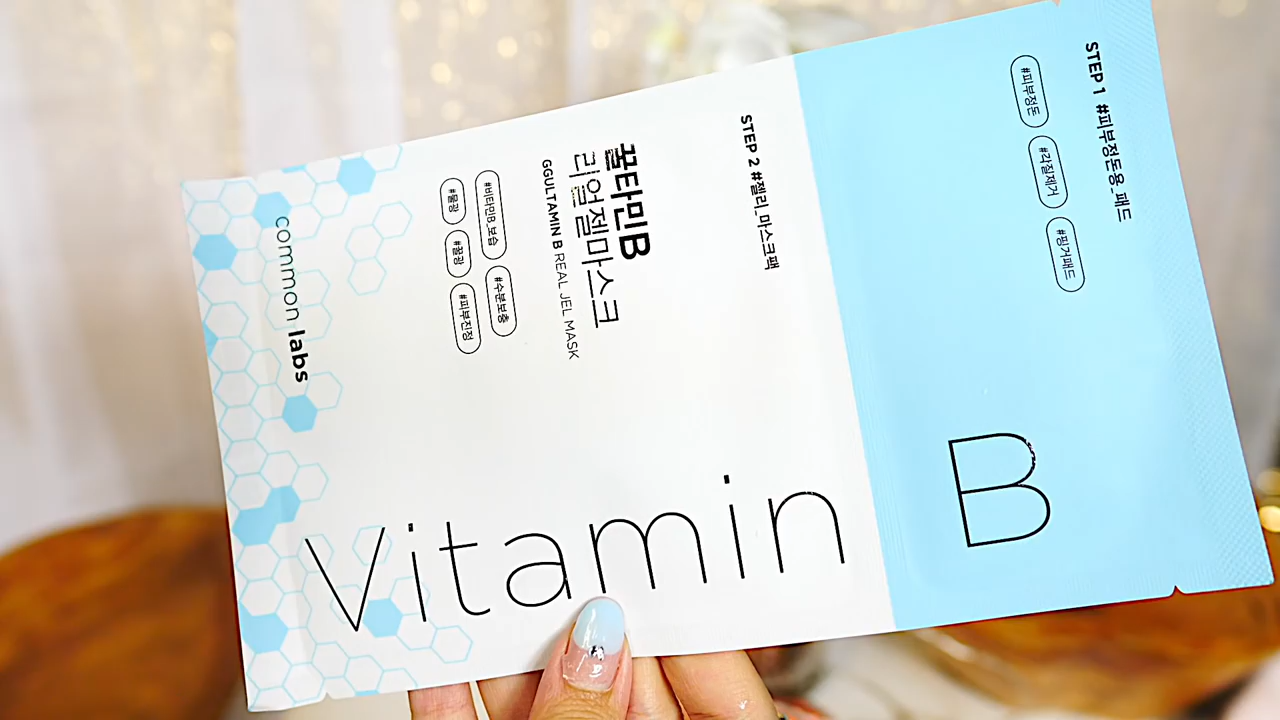 common labs
꿀타민B
리얼젤마스크
GGULTAMIN B REAL JEL MASK
#비타민B_보습
#수분보충
#물광
#꿀광
#피부진정
STEP 2 #젤리_마스크팩
STEP 1 #피부정돈용_패드
#피부정돈
#각질제거
#핑거패드
Vitamin B